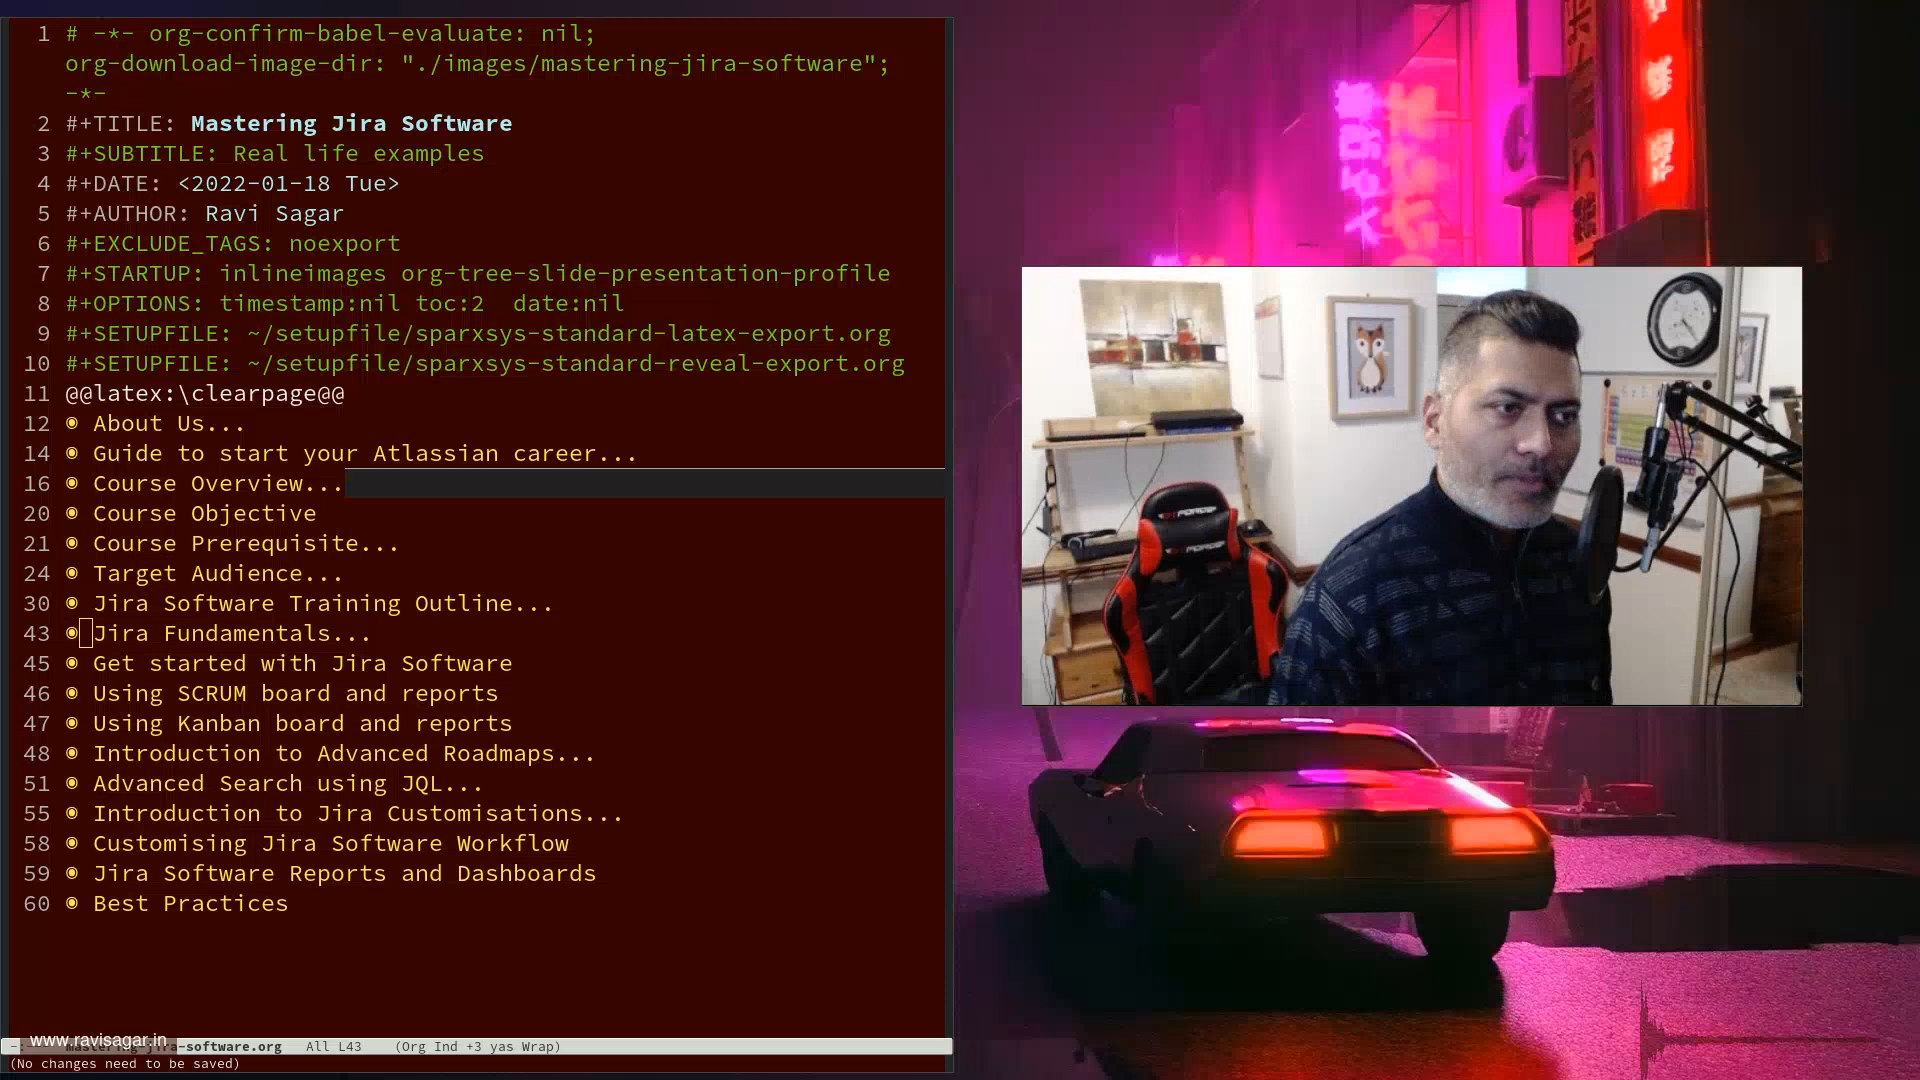 1 # -*- org-confirm-babel-evaluate: nil;
org-download-image-dir: "./images/mastering-jira-software";
-*-
2 #+TITLE: Mastering Jira Software
3 #+SUBTITLE: Real life examples
4 #+DATE: <2022-01-18 Tue>
5 #+AUTHOR: Ravi Sagar
6 #+EXCLUDE_TAGS: noexport
7 #+STARTUP: inlineimages org-tree-slide-presentation-profile
8 #+OPTIONS: timestamp:nil toc:2  date:nil
9 #+SETUPFILE: ~/setupfile/sparxsys-standard-latex-export.org
10 #+SETUPFILE: ~/setupfile/sparxsys-standard-reveal-export.org
11 @@latex:\clearpage@@
12 ◉ About Us...
14 ◉ Guide to start your Atlassian career...
16 ◉ Course Overview...
20 ◉ Course Objective
21 ◉ Course Prerequisite...
24 ◉ Target Audience...
30 ◉ Jira Software Training Outline...
43 ◉ Jira Fundamentals...
45 ◉ Get started with Jira Software
46 ◉ Using SCRUM board and reports
47 ◉ Using Kanban board and reports
48 ◉ Introduction to Advanced Roadmaps...
51 ◉ Advanced Search using JQL...
55 ◉ Introduction to Jira Customisations...
58 ◉ Customising Jira Software Workflow
59 ◉ Jira Software Reports and Dashboards
60 ◉ Best Practices
www.ravisagar.in
mastering-jira-software.org All L43 (Org Ind +3 yas Wrap)
(No changes need to be saved)
GTFORCE
GTFORCE